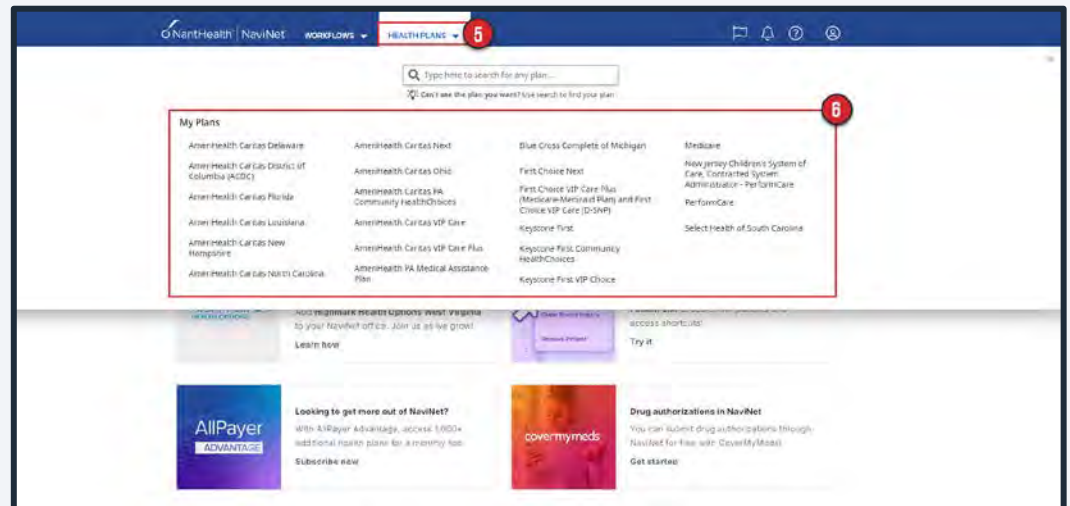 NantHealth NaviNet WORKFLOWS HEALTH PLANS 5
Type here to search for any plan...
Can't see the plan you want? Use search to find your plan
6
My Plans
AmeriHealth Caritas Delaware
AmeriHealth Caritas District of
Columbia (ACDC)
AmeriHealth Caritas Florida
AmeriHealth Caritas Louisiana
AmeriHealth Caritas New
Hampshire
AmeriHealth Caritas North Carolina
AmeriHealth Caritas Next
AmeriHealth Caritas Ohio
AmeriHealth Caritas PA
Community HealthChoices
AmeriHealth Caritas VIP Care
AmeriHealth Caritas VIP Care Plus
AmeriHealth PA Medical Assistance
Plan
Blue Cross Complete of Michigan
First Choice Next
First Choice VIP Care Plus
(Medicare-Medicaid Plan) and First
Choice VIP Care (D-SNP)
Keystone First
Keystone First Community
HealthChoices
Keystone First VIP Choice
Medicare
New Jersey Children's System of
Care, Contracted System
Administrator - PerformCare
PerformCare
Select Health of South Carolina
Add Highmark Health Options West Virginia
to your NaviNet office. Join us as we grow!
Learn how
access shortcuts!
Try it
AllPayer
ADVANTAGE
Looking to get more out of NaviNet?
With AllPayer Advantage, access 1,000+
additional health plans for a monthly fee.
Subscribe now
covermymeds
Drug authorizations in NaviNet
You can submit drug authorizations through
NaviNet for free with CoverMyMeds!
Get started